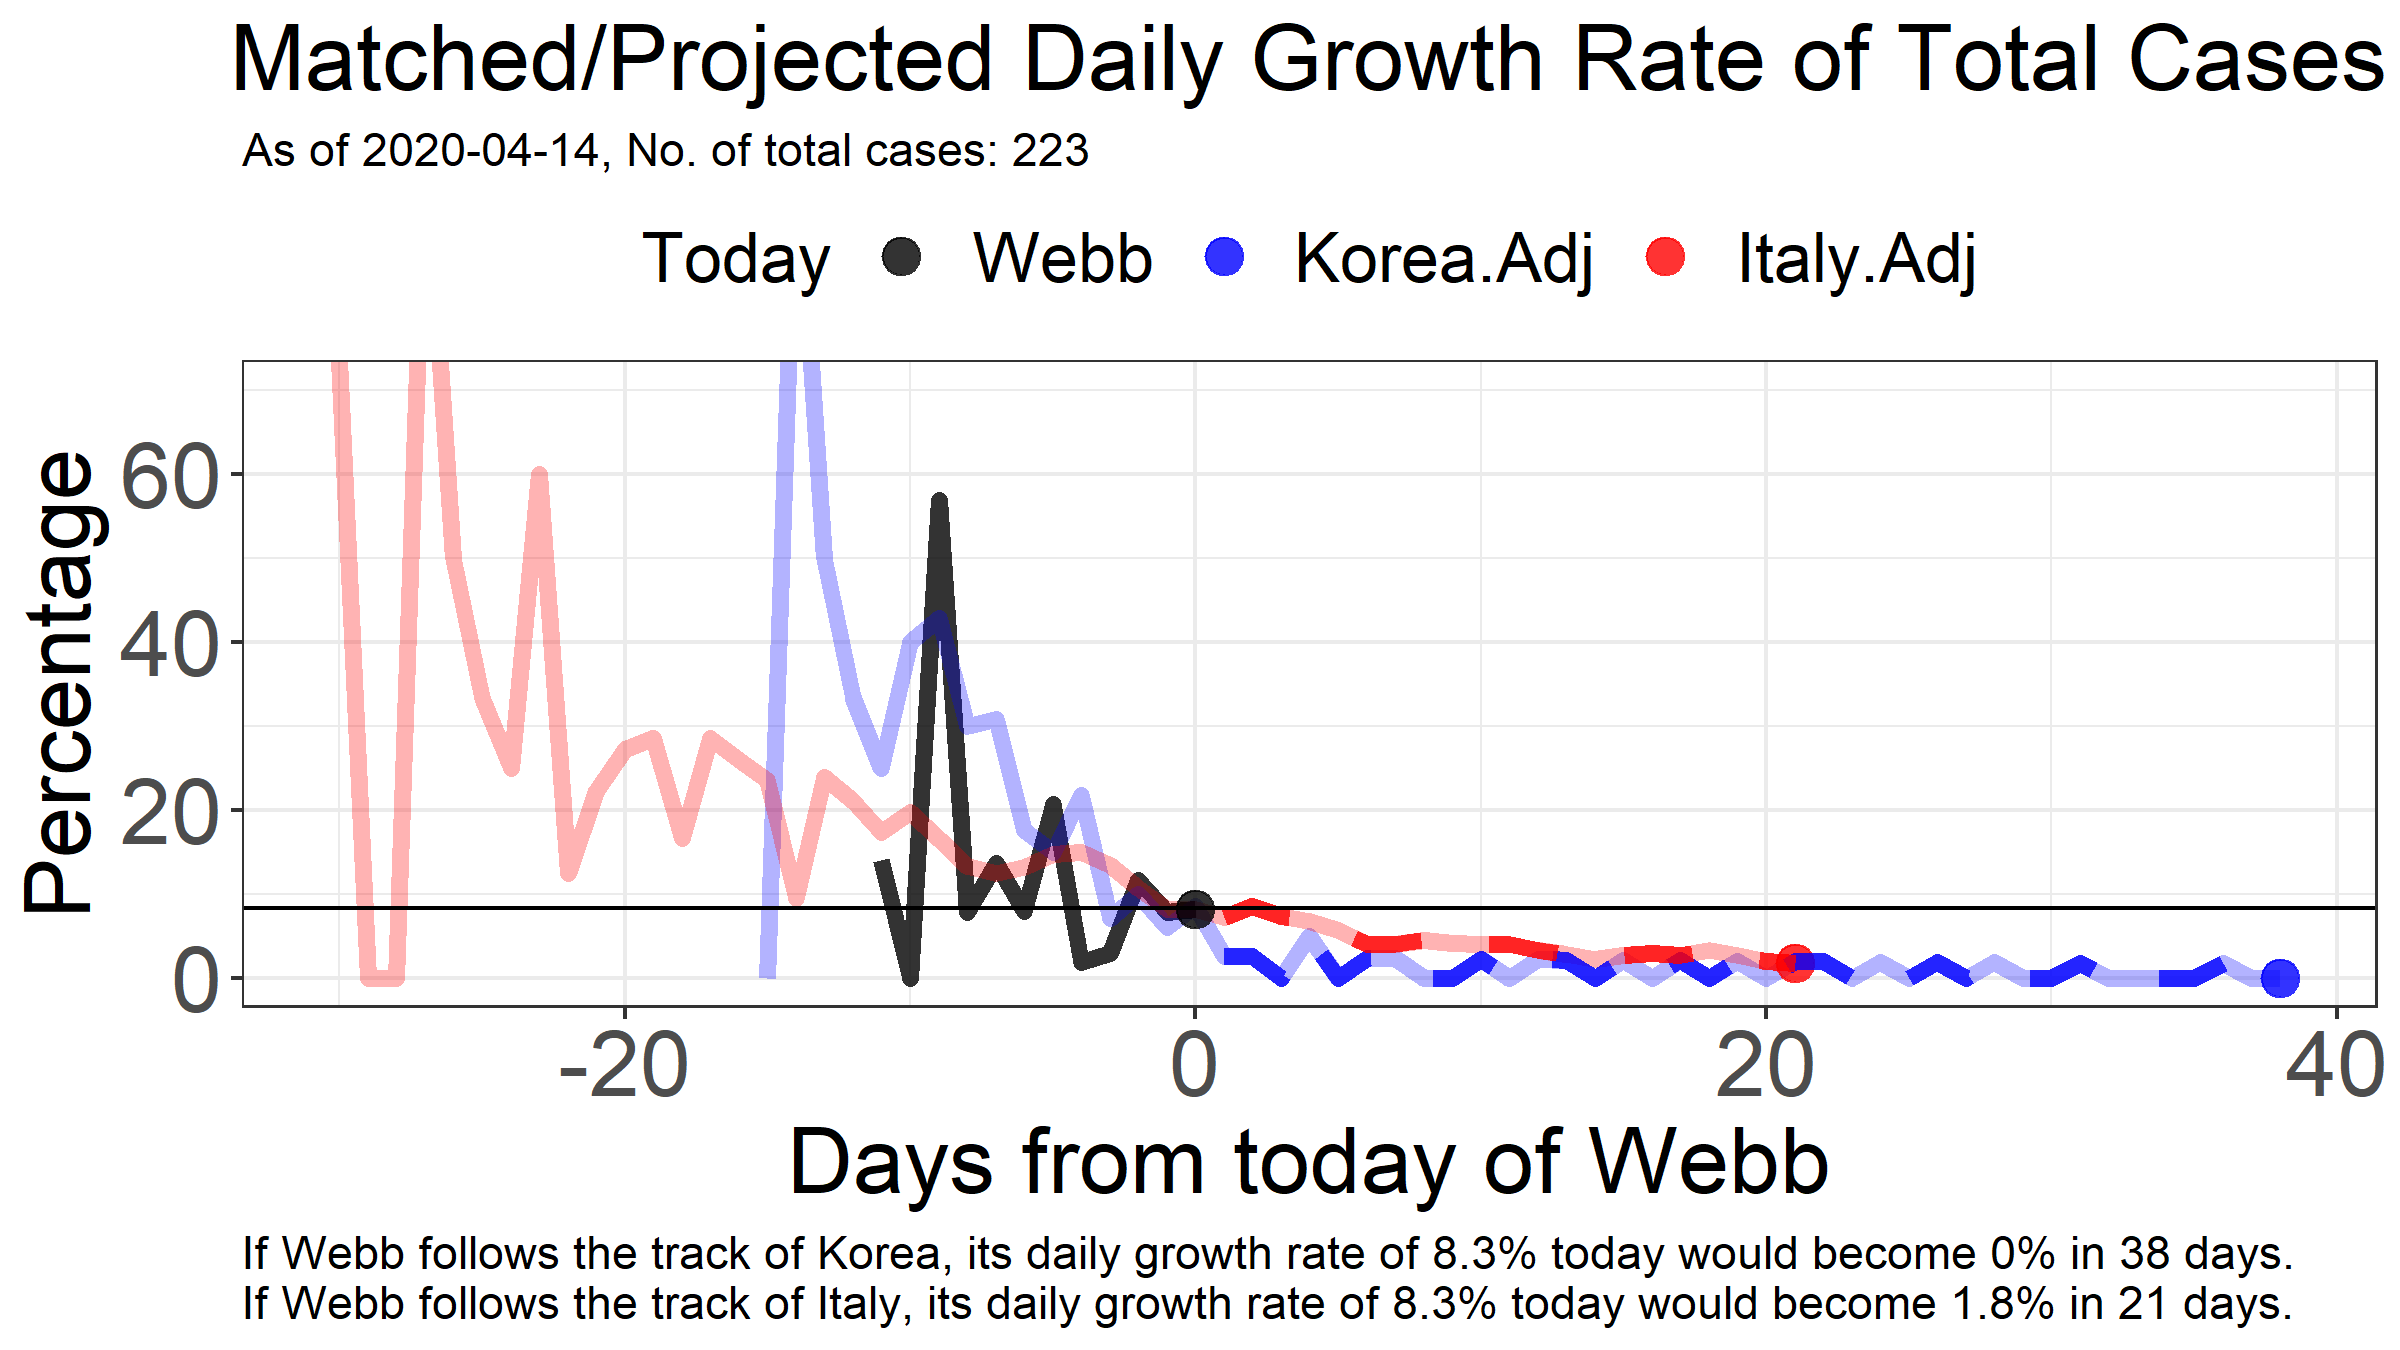 Matched/Projected Daily Growth Rate of Total Cases
As of 2020-04-14, No. of total cases: 223
Today Webb Korea.Adj Italy.Adj
Percentage
60
40
20
0
-20 0 20 40
Days from today of Webb
If Webb follows the track of Korea, its daily growth rate of 8.3% today would become 0% in 38 days.
If Webb follows the track of Italy, its daily growth rate of 8.3% today would become 1.8% in 21 days.